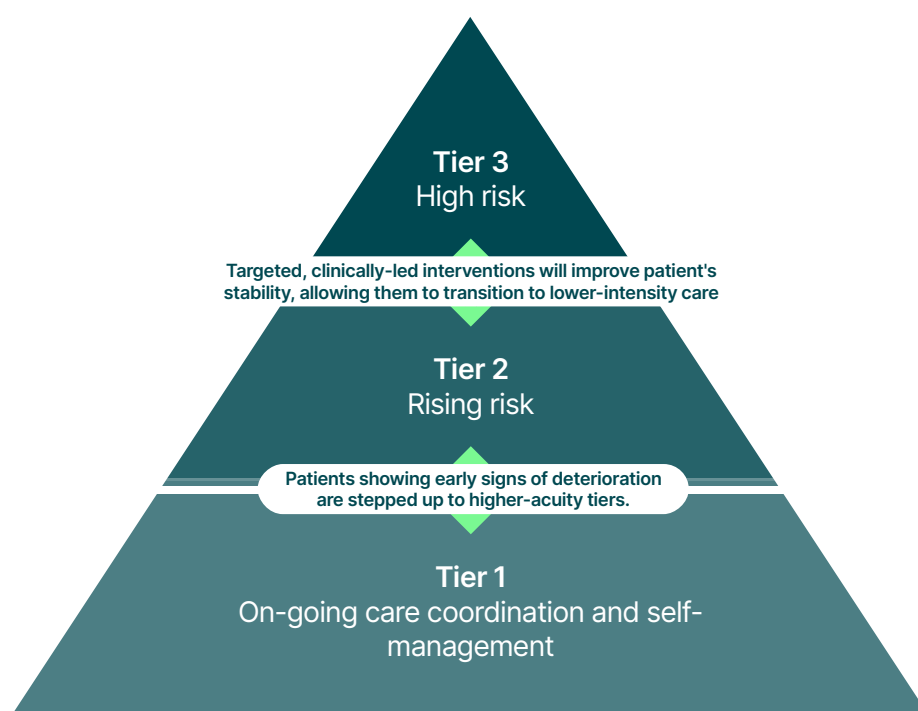 Tier 3
High risk
Targeted, clinically-led interventions will improve patient's
stability, allowing them to transition to lower-intensity care
Tier 2
Rising risk
Patients showing early signs of deterioration
are stepped up to higher-acuity tiers.
Tier 1
On-going care coordination and self-
management